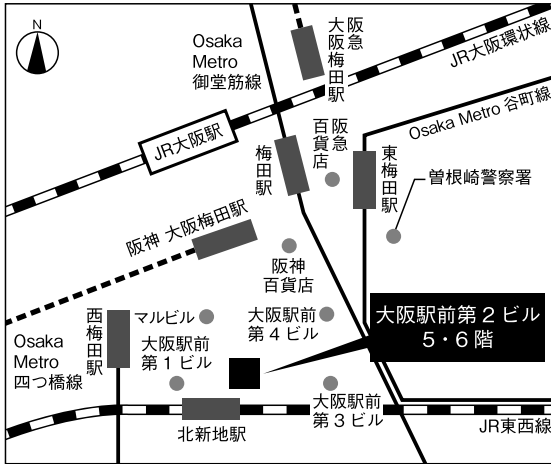 N
Osaka
Metro
御堂筋線
阪急
大阪梅田駅
JR大阪環状線
JR大阪駅
梅田駅
阪急
百貨店
東梅田駅
Osaka Metro 谷町線
曽根崎警察署
阪神 大阪梅田駅
阪神
百貨店
西梅田駅
マルビル
大阪駅前
第4ビル
大阪駅前第2ビル
5・6階
Osaka
Metro
四つ橋線
大阪駅前
第1ビル
大阪駅前
第3ビル
北新地駅
JR東西線